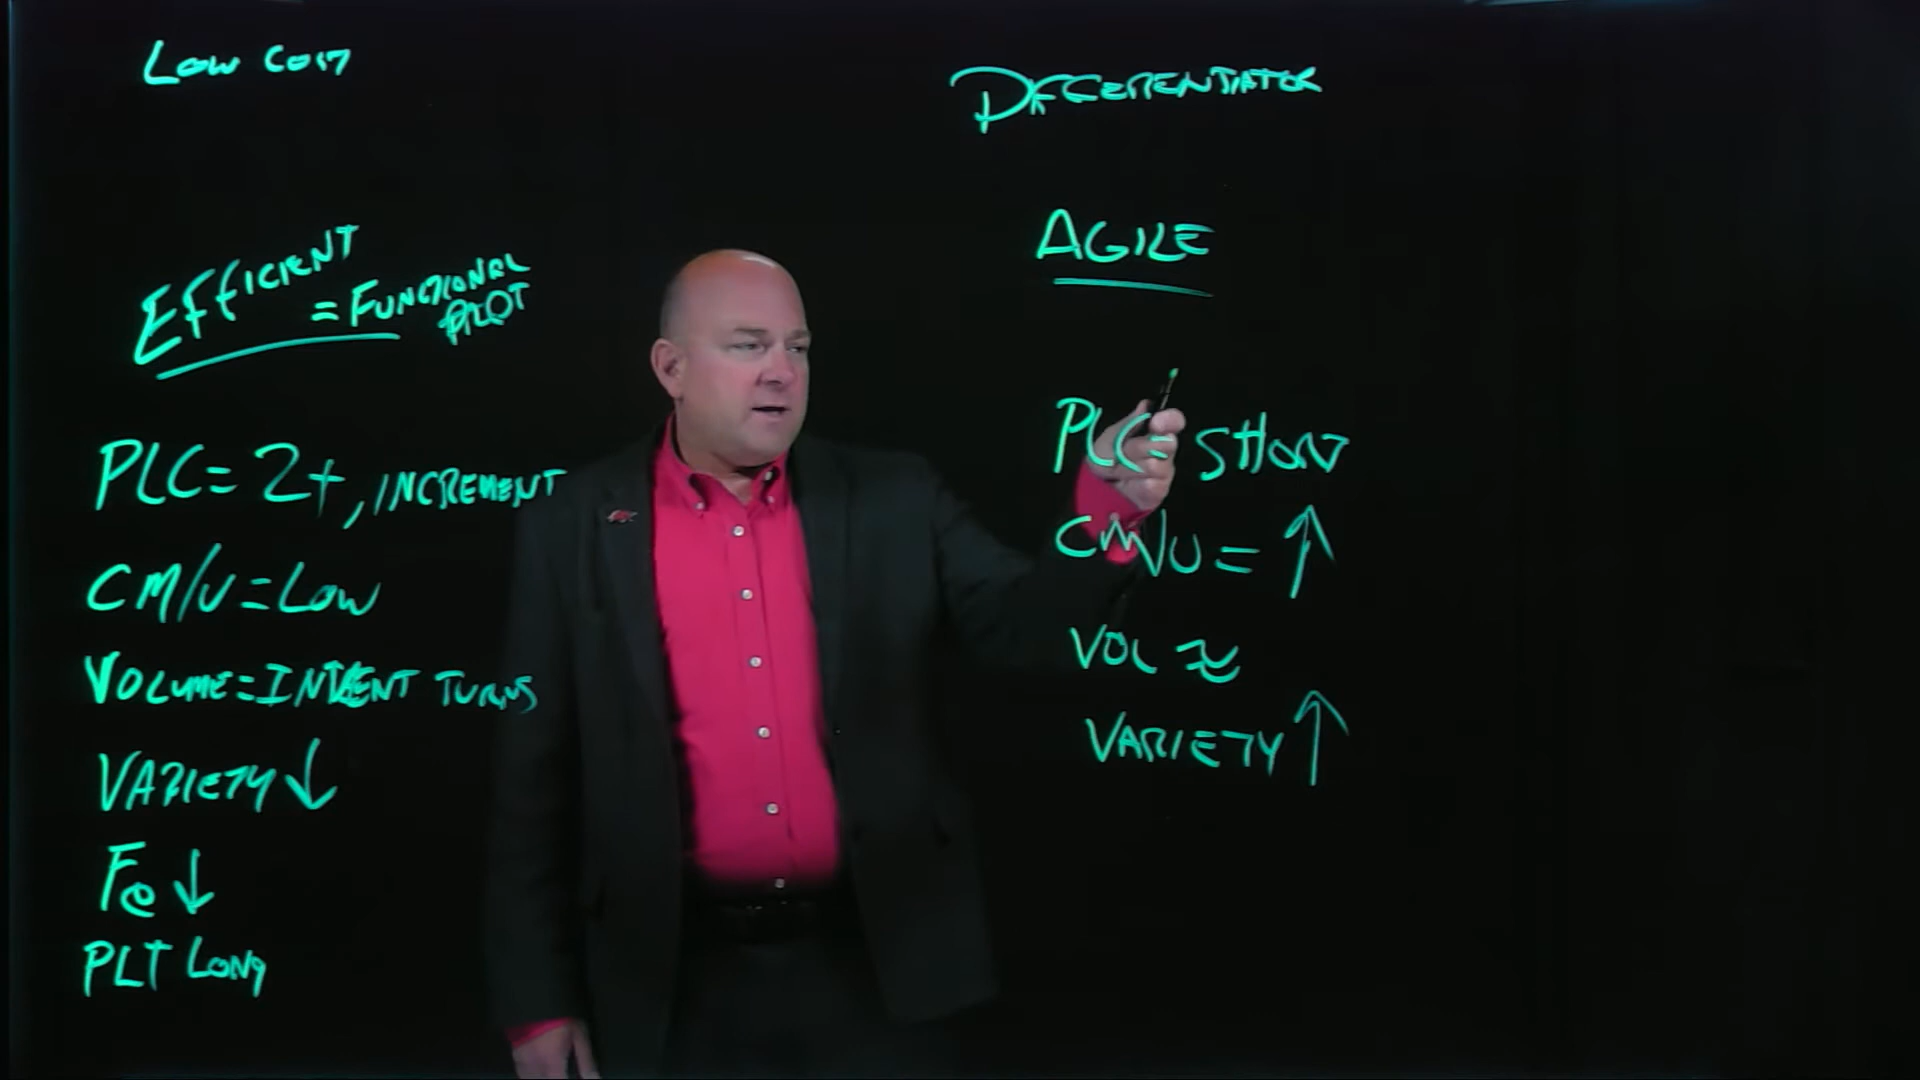 LOW COST
DIFFERENTIATOR
EFFICIENT
= FUNCTIONAL
PLC = 2+, INCREMENT
CM/U = LOW
VOLUME = INVENT TURNS
VARIETY ↓
Fe ↓
PLT LONG
AGILE
PLC = SHORT
CM/U = ↑
VOL ≈
VARIETY ↑